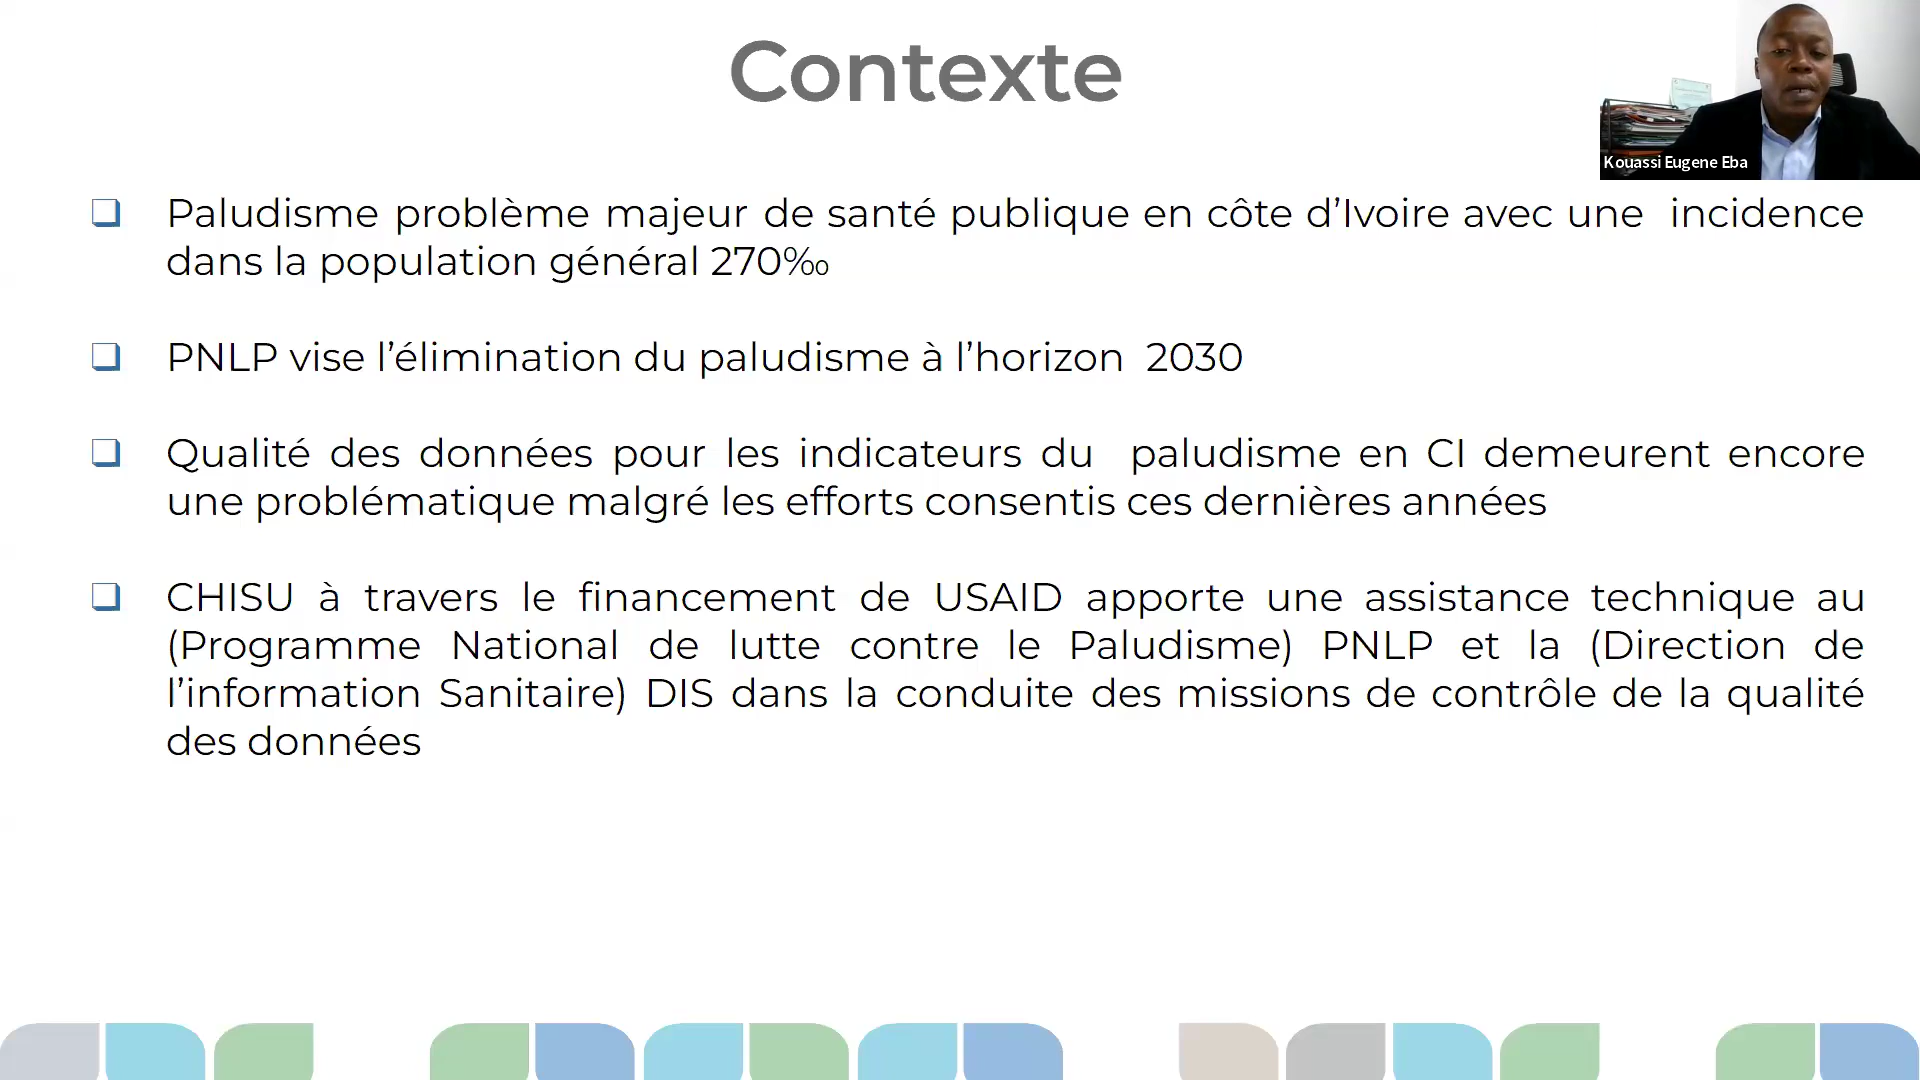 Contexte
Kouassi Eugene Eba
Paludisme problème majeur de santé publique en côte d’Ivoire avec une  incidence
dans la population général 270‰
PNLP vise l’élimination du paludisme à l’horizon  2030
Qualité des données pour les indicateurs du  paludisme en CI demeurent encore
une problématique malgré les efforts consentis ces dernières années
CHISU à travers le financement de USAID apporte une assistance technique au
(Programme National de lutte contre le Paludisme) PNLP et la (Direction de
l’information Sanitaire) DIS dans la conduite des missions de contrôle de la qualité
des données